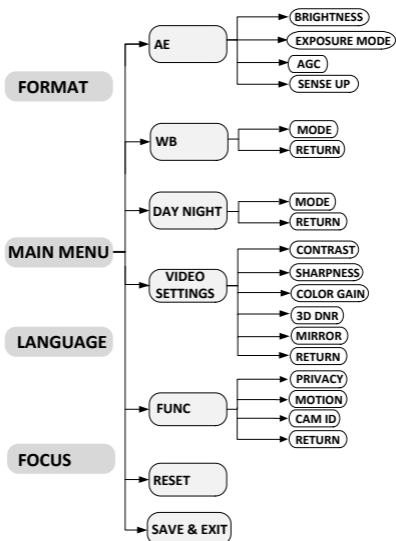 FORMAT
MAIN MENU
LANGUAGE
FOCUS
AE
BRIGHTNESS
EXPOSURE MODE
AGC
SENSE UP
WB
MODE
RETURN
DAY NIGHT
MODE
RETURN
VIDEO
SETTINGS
CONTRAST
SHARPNESS
COLOR GAIN
3D DNR
MIRROR
RETURN
FUNC
PRIVACY
MOTION
CAM ID
RETURN
RESET
SAVE & EXIT